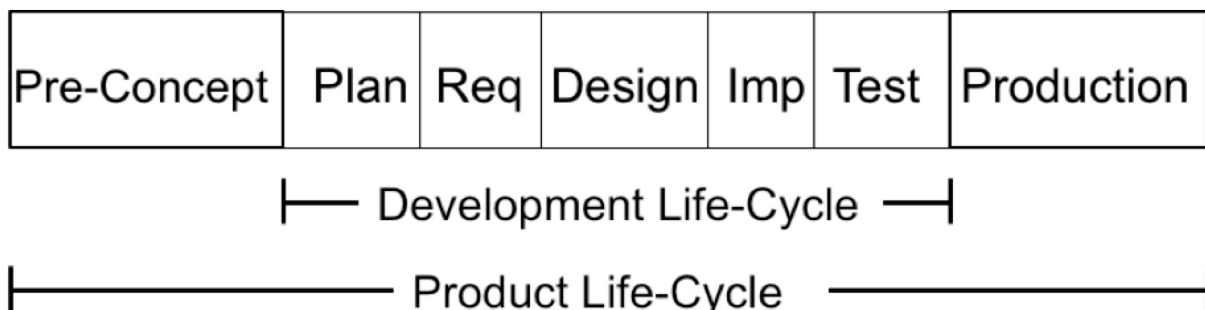 Pre-Concept Plan Req Design Imp Test Production
Development Life-Cycle
Product Life-Cycle